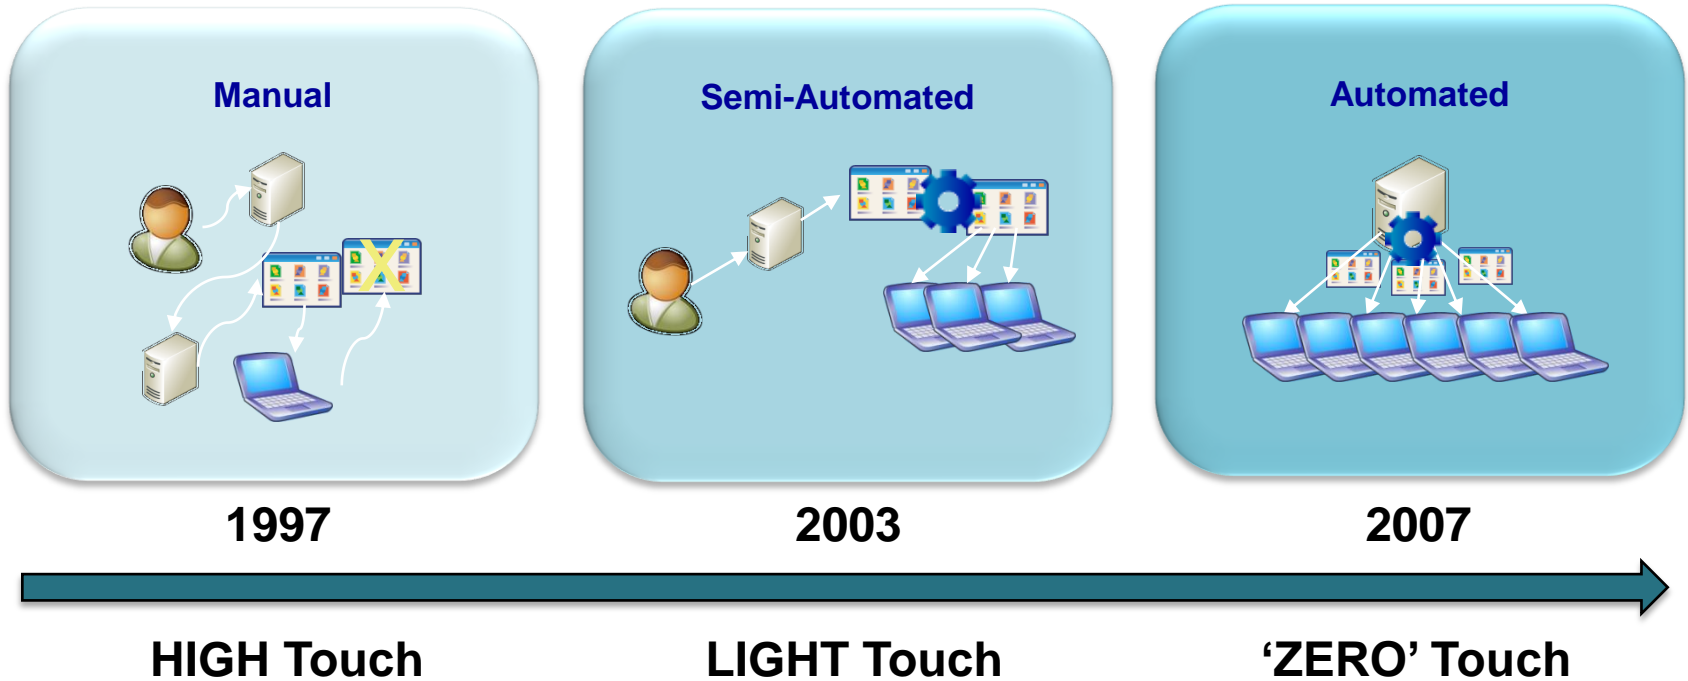 Manual
Semi-Automated
Automated
X
1997
2003
2007
HIGH Touch
LIGHT Touch
‘ZERO’ Touch